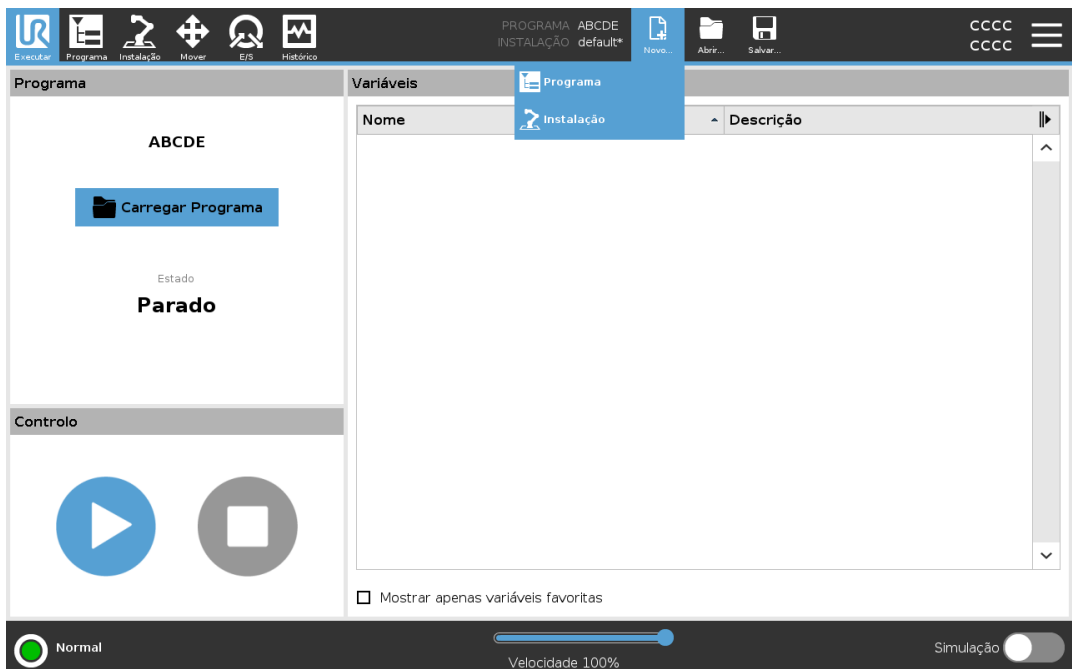 PROGRAMA ABCDE
INSTALAÇÃO default*
CCCC
CCCC
Executar Programa Instalação Mover E/S Histórico Novo... Abrir... Salvar...
Programa
Instalação
Programa
ABCDE
Carregar Programa
Estado
Parado
Controlo
Variáveis
Nome Descrição
Mostrar apenas variáveis favoritas
Normal
Velocidade 100%
Simulação